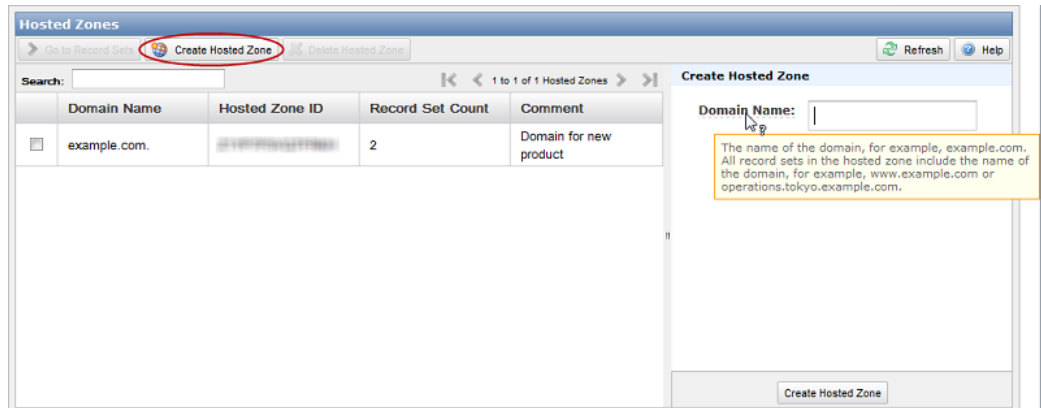 Hosted Zones
Go to Record Sets Create Hosted Zone Delete Hosted Zone Refresh Help
Search: 1 to 1 of 1 Hosted Zones
Domain Name Hosted Zone ID Record Set Count Comment
example.com. 2 Domain for new
product
Create Hosted Zone
Domain Name:
The name of the domain, for example, example.com.
All record sets in the hosted zone include the name of
the domain, for example, www.example.com or
operations.tokyo.example.com.
Create Hosted Zone